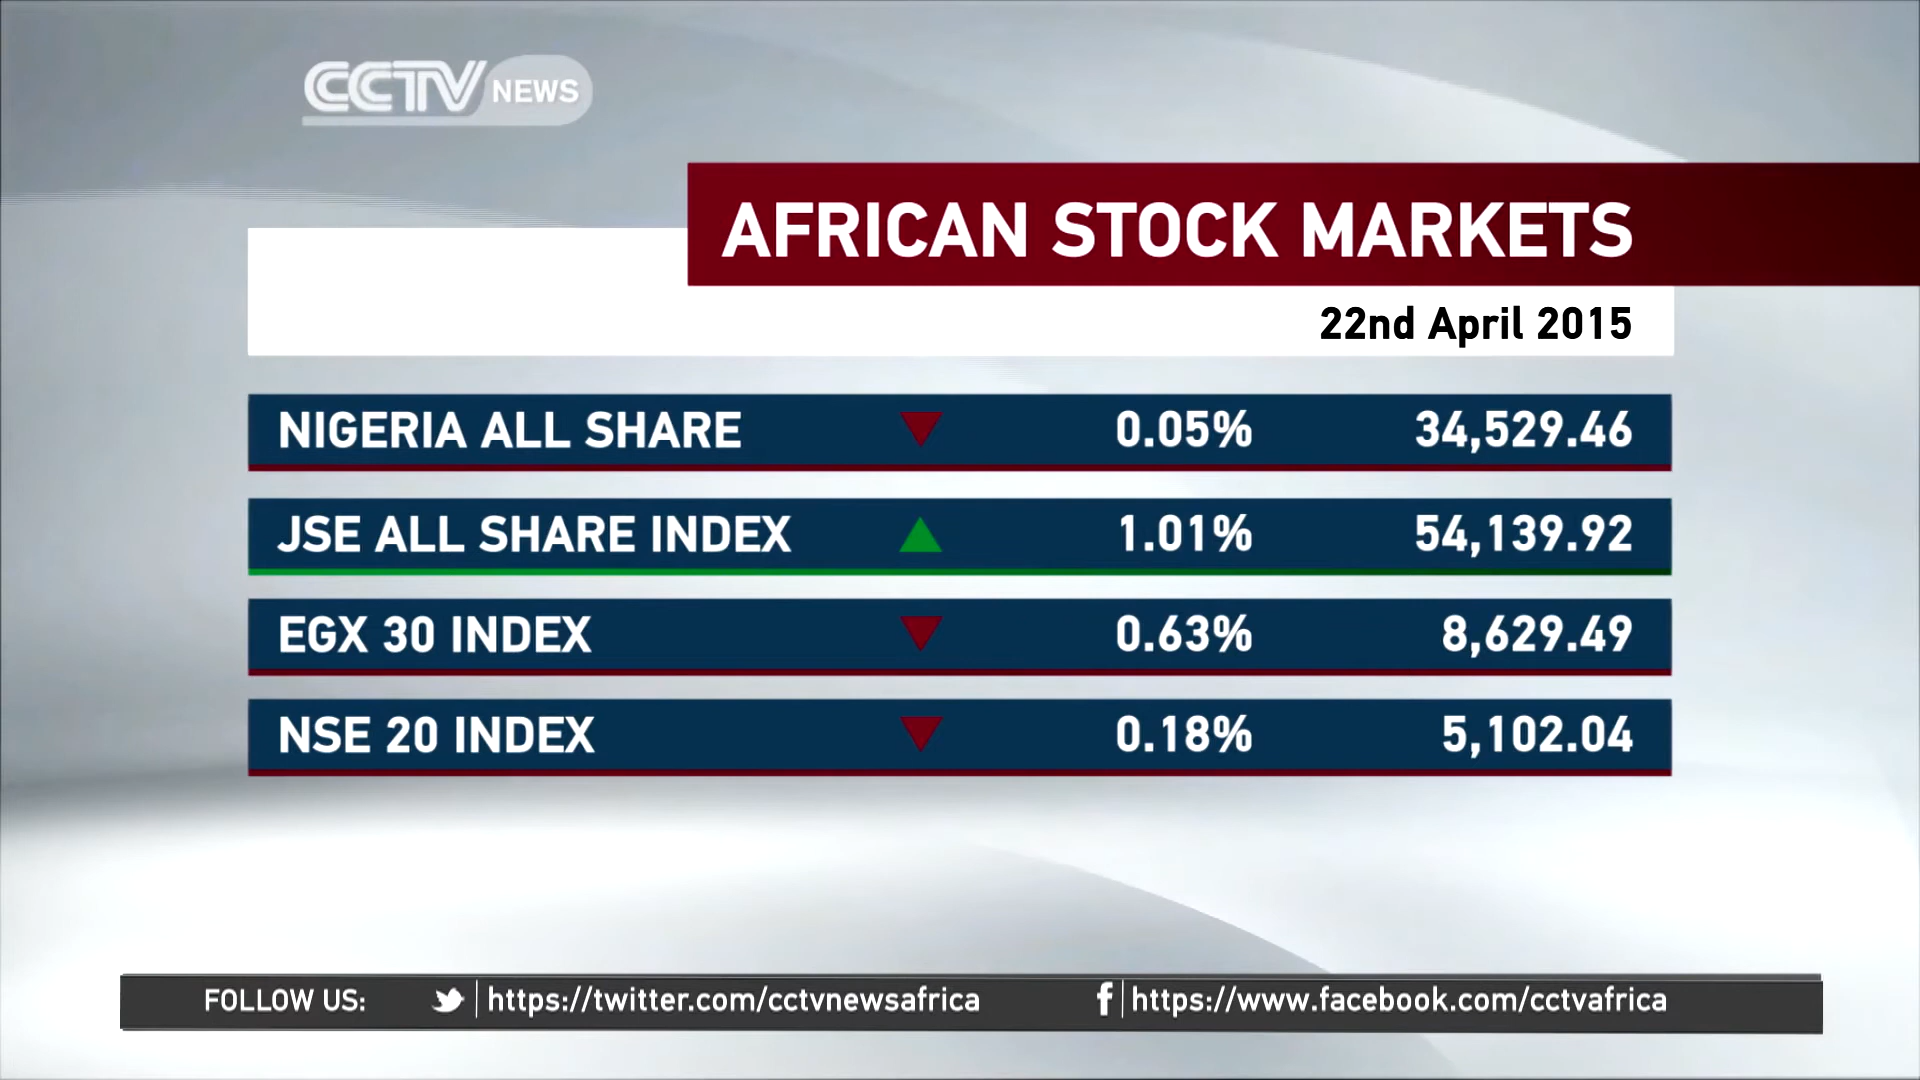 CCTV NEWS
AFRICAN STOCK MARKETS
22nd April 2015
NIGERIA ALL SHARE 0.05% 34,529.46
JSE ALL SHARE INDEX 1.01% 54,139.92
EGX 30 INDEX 0.63% 8,629.49
NSE 20 INDEX 0.18% 5,102.04
FOLLOW US: https://twitter.com/cctvnewsafrica f https://www.facebook.com/cctvafrica